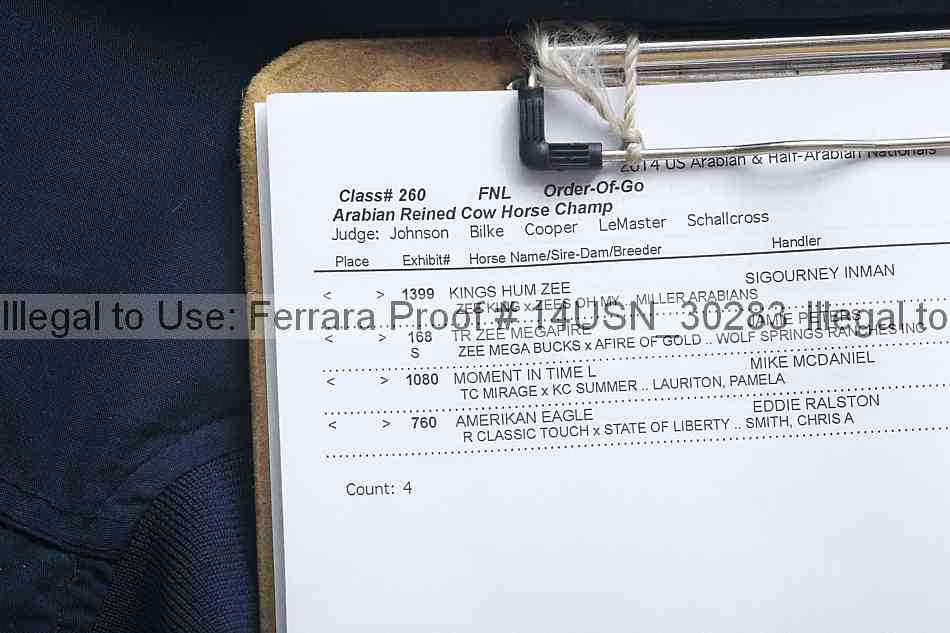 2014 US Arabian & Half-Arabian Nationals
Class# 260 FNL Order-Of-Go
Arabian Reined Cow Horse Champ
Judge: Johnson Bilke Cooper LeMaster Schallcross
Place Exhibit# Horse Name/Sire-Dam/Breeder Handler
< > 1399 KINGS HUM ZEE SIGOURNEY INMAN
ZEE KING x ZEES OH MY .. MILLER ARABIANS
Illegal to Use: Ferrara Proof # 14USN_30283 Illegal to
< > 168 TR ZEE MEGAFIRE PETERS
S ZEE MEGA BUCKS x AFIRE OF GOLD .. WOLF SPRINGS RANCHES INC
< > 1080 MOMENT IN TIME L MIKE MCDANIEL
TC MIRAGE x KC SUMMER .. LAURITON, PAMELA
< > 760 AMERIKAN EAGLE EDDIE RALSTON
R CLASSIC TOUCH x STATE OF LIBERTY .. SMITH, CHRIS A
Count: 4